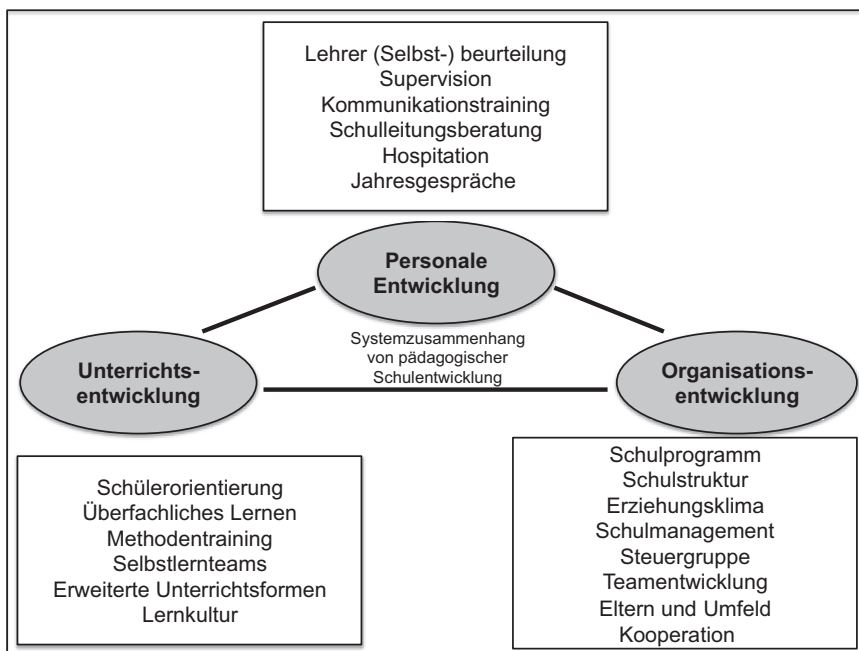 Lehrer (Selbst-) beurteilung
Supervision
Kommunikationstraining
Schulleitungsberatung
Hospitation
Jahresgespräche
Personale
Entwicklung
Systemzusammenhang
von pädagogischer
Schulentwicklung
Unterrichts-
entwicklung
Organisations-
entwicklung
Schülerorientierung
Überfachliches Lernen
Methodentraining
Selbstlernteams
Erweiterte Unterrichtsformen
Lernkultur
Schulprogramm
Schulstruktur
Erziehungsklima
Schulmanagement
Steuergruppe
Teamentwicklung
Eltern und Umfeld
Kooperation